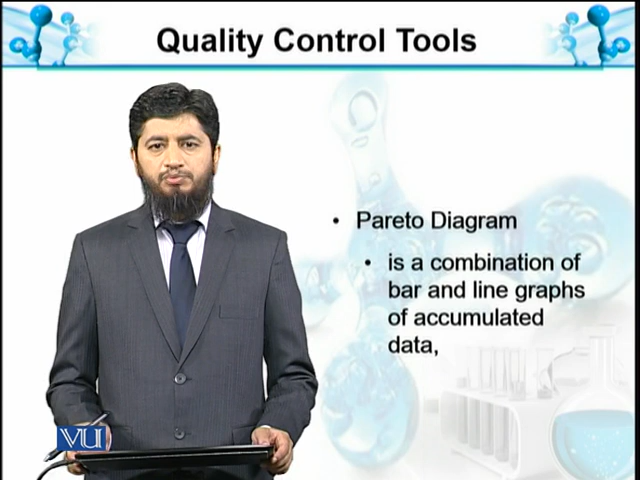 Quality Control Tools
• Pareto Diagram
• is a combination of
bar and line graphs
of accumulated
data,
VU